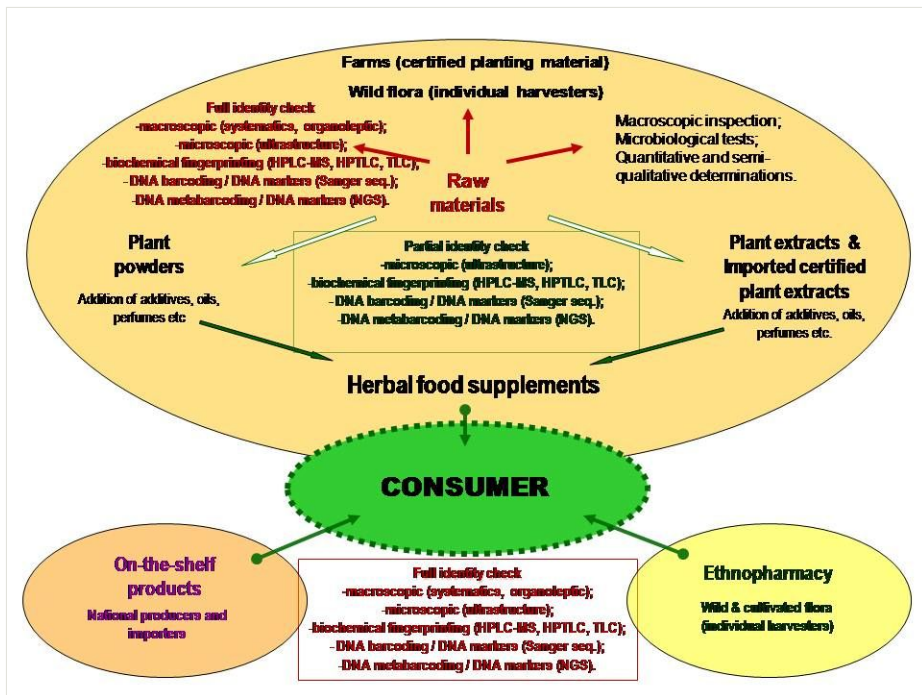 Farms (certified planting material)
Wild flora (individual harvesters)
Full identity check
-macroscopic (systematics, organoleptic);
-microscopic (ultrastructure);
-biochemical fingerprinting (HPLC-MS, HPTLC, TLC);
-DNA barcoding / DNA markers (Sanger seq.);
-DNA metabarcoding / DNA markers (NGS).
Macroscopic inspection;
Microbiological tests;
Quantitative and semi-
qualitative determinations.
Raw
materials
Plant
powders
Addition of additives, oils,
perfumes etc
Partial identity check
-microscopic (ultrastructure);
-biochemical fingerprinting (HPLC-MS, HPTLC, TLC);
-DNA barcoding / DNA markers (Sanger seq.);
-DNA metabarcoding / DNA markers (NGS).
Plant extracts &
Imported certified
plant extracts
Addition of additives, oils,
perfumes etc.
Herbal food supplements
CONSUMER
On-the-shelf
products
National producers and
importers
Full identity check
-macroscopic (systematics, organoleptic);
-microscopic (ultrastructure);
-biochemical fingerprinting (HPLC-MS, HPTLC, TLC);
-DNA barcoding / DNA markers (Sanger seq.);
-DNA metabarcoding / DNA markers (NGS).
Ethnopharmacy
Wild & cultivated flora
(individual harvesters)